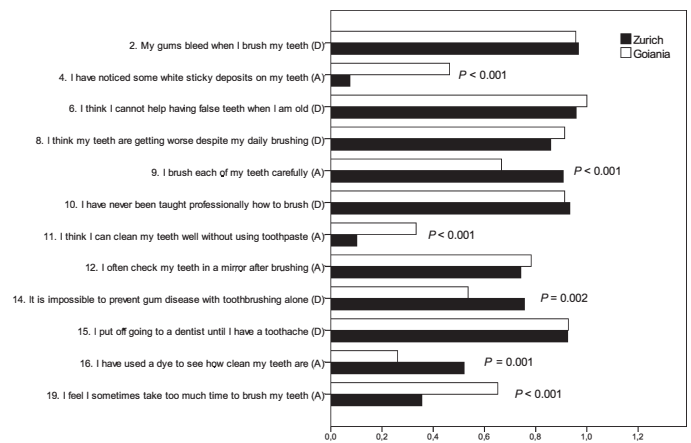 Zurich
Goiania
2. My gums bleed when I brush my teeth (D)
4. I have noticed some white sticky deposits on my teeth (A)
P < 0.001
6. I think I cannot help having false teeth when I am old (D)
8. I think my teeth are getting worse despite my daily brushing (D)
9. I brush each of my teeth carefully (A)
P < 0.001
10. I have never been taught professionally how to brush (D)
11. I think I can clean my teeth well without using toothpaste (A)
P < 0.001
12. I often check my teeth in a mirror after brushing (A)
14. It is impossible to prevent gum disease with toothbrushing alone (D)
P = 0.002
15. I put off going to a dentist until I have a toothache (D)
16. I have used a dye to see how clean my teeth are (A)
P = 0.001
19. I feel I sometimes take too much time to brush my teeth (A)
P < 0.001
0,0 0,2 0,4 0,6 0,8 1,0 1,2